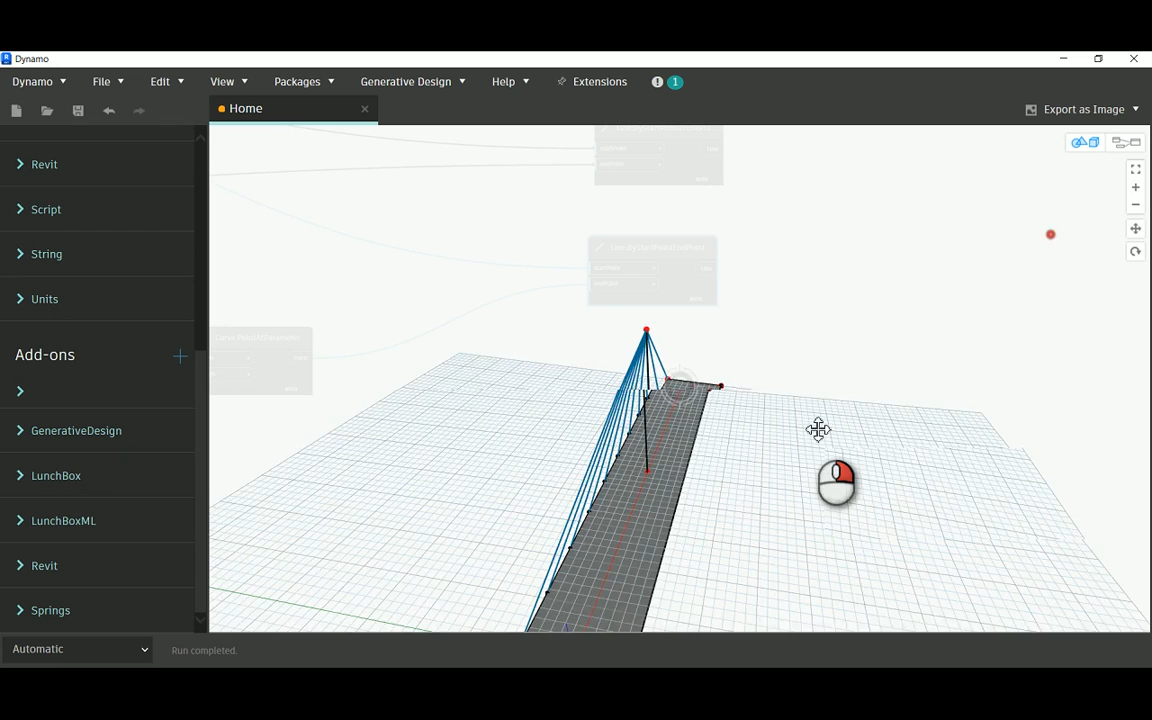 Dynamo
Dynamo File Edit View Packages Generative Design Help Extensions 1
Home
Export as Image
Revit
Script
String
Units
Add-ons
GenerativeDesign
LunchBox
LunchBoxML
Revit
Springs
Automatic
Run completed.